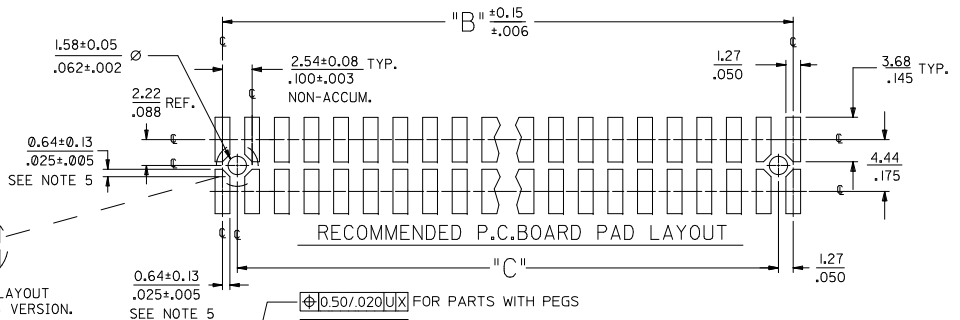 "B" ±0.15
±.006
1.58±0.05 Ø
.062±.002
2.54±0.08 TYP.
.100±.003
NON-ACCUM.
1.27
.050
3.68 TYP.
.145
2.22 REF.
.088
0.64±0.13
.025±.005
SEE NOTE 5
4.44
.175
RECOMMENDED P.C.BOARD PAD LAYOUT
"C"
1.27
.050
0.64±0.13
.025±.005
SEE NOTE 5
LAYOUT
VERSION.
⌖ 0.50/.020 U X FOR PARTS WITH PEGS